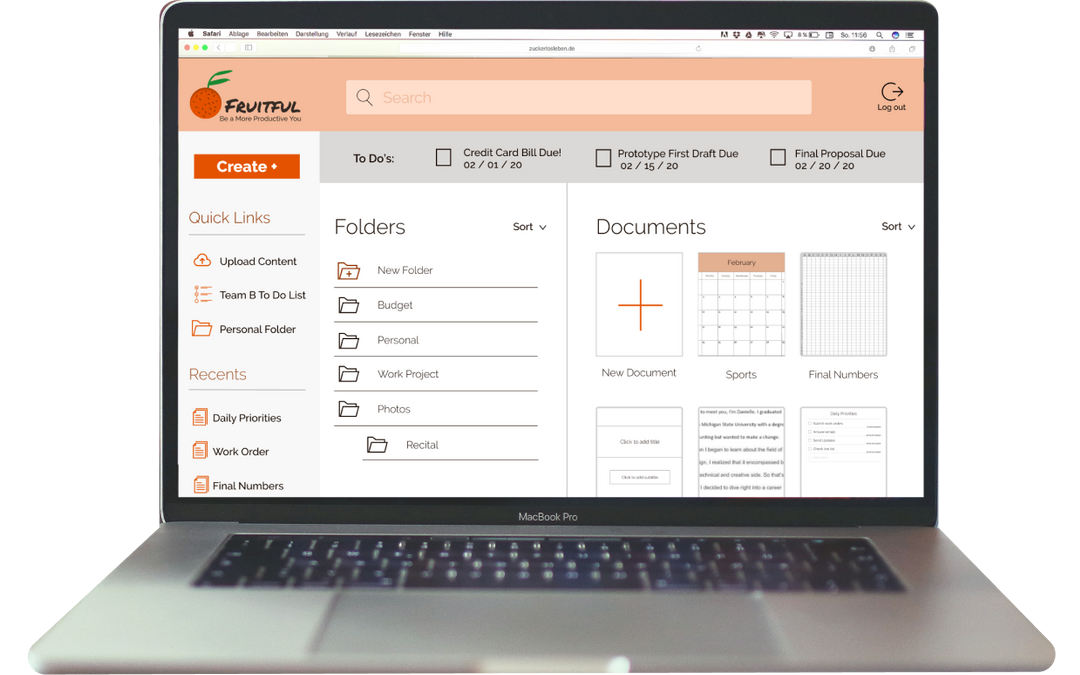 Safari Ablage Bearbeiten Darstellung Verlauf Lesezeichen Fenster Hilfe
8 % So. 11:56
zuckerlosleben.de
FRUITFUL
Be a More Productive You
Search
Log out
Create +
To Do's:
Credit Card Bill Due!
02 / 01 / 20
Prototype First Draft Due
02 / 15 / 20
Final Proposal Due
02 / 20 / 20
Quick Links
Upload Content
Team B To Do List
Personal Folder
Recents
Daily Priorities
Work Order
Final Numbers
Folders
Sort
New Folder
Budget
Personal
Work Project
Photos
Recital
Documents
Sort
New Document
February
Sports
Final Numbers
Click to add title
Click to add subtitle
to meet you, I'm Danielle. I graduated
Michigan State University with a degre
unting but wanted to make a change.
n I began to learn about the field of
ign, I realized that it encompassed b
echnical and creative side. So that's
I decided to dive right into a career
Daily Priorities
MacBook Pro